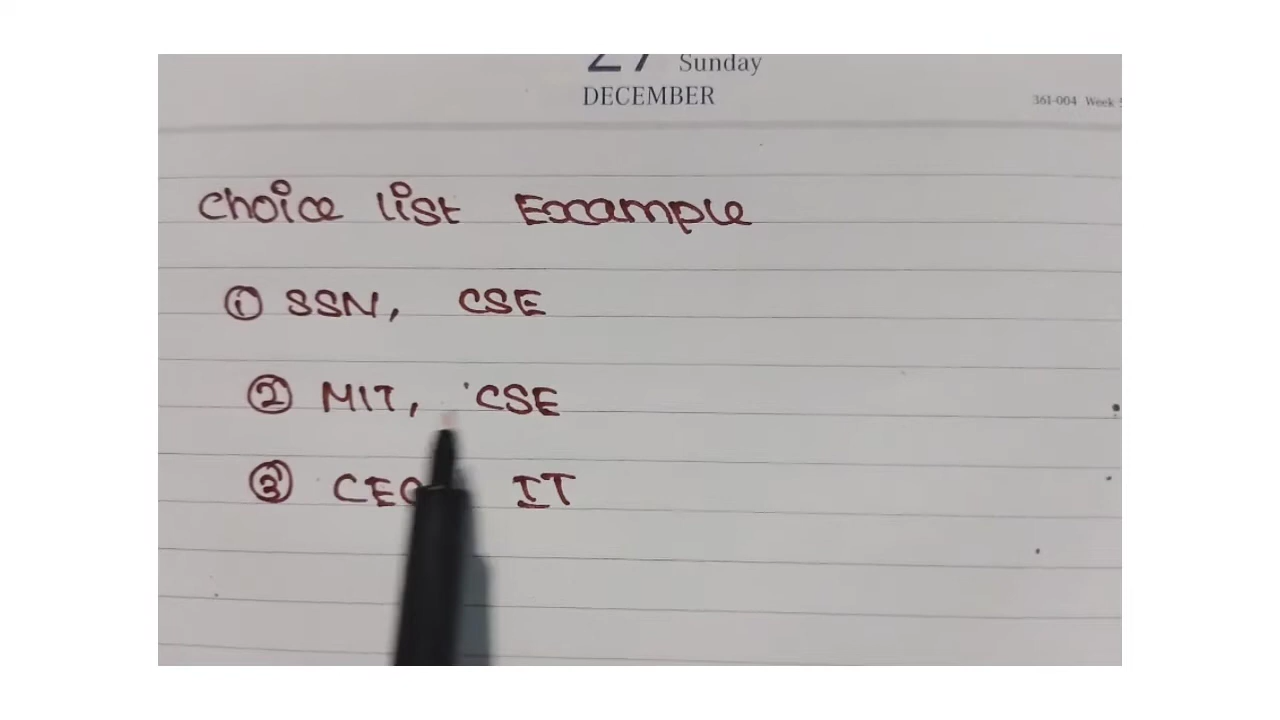 Sunday
DECEMBER
361-004 Week
Choice list Example
① SSN, CSE
② MIT, CSE
③ IT